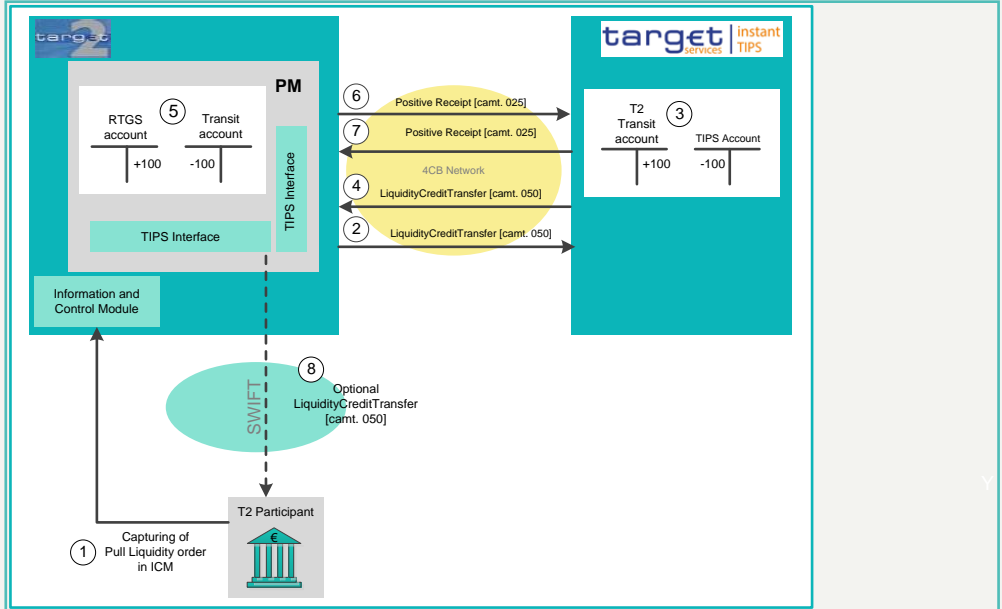 target
2
target
services
instant
TIPS
PM
5
RTGS
account
Transit
account
+100
-100
TIPS Interface
TIPS Interface
6
Positive Receipt [camt. 025]
7
Positive Receipt [camt. 025]
4CB Network
4
LiquidityCreditTransfer [camt. 050]
2
LiquidityCreditTransfer [camt. 050]
T2
Transit
account
3
TIPS Account
+100
-100
Information and
Control Module
8
Optional
LiquidityCreditTransfer
[camt. 050]
SWIFT
T2 Participant
€
1
Capturing of
Pull Liquidity order
in ICM
Y